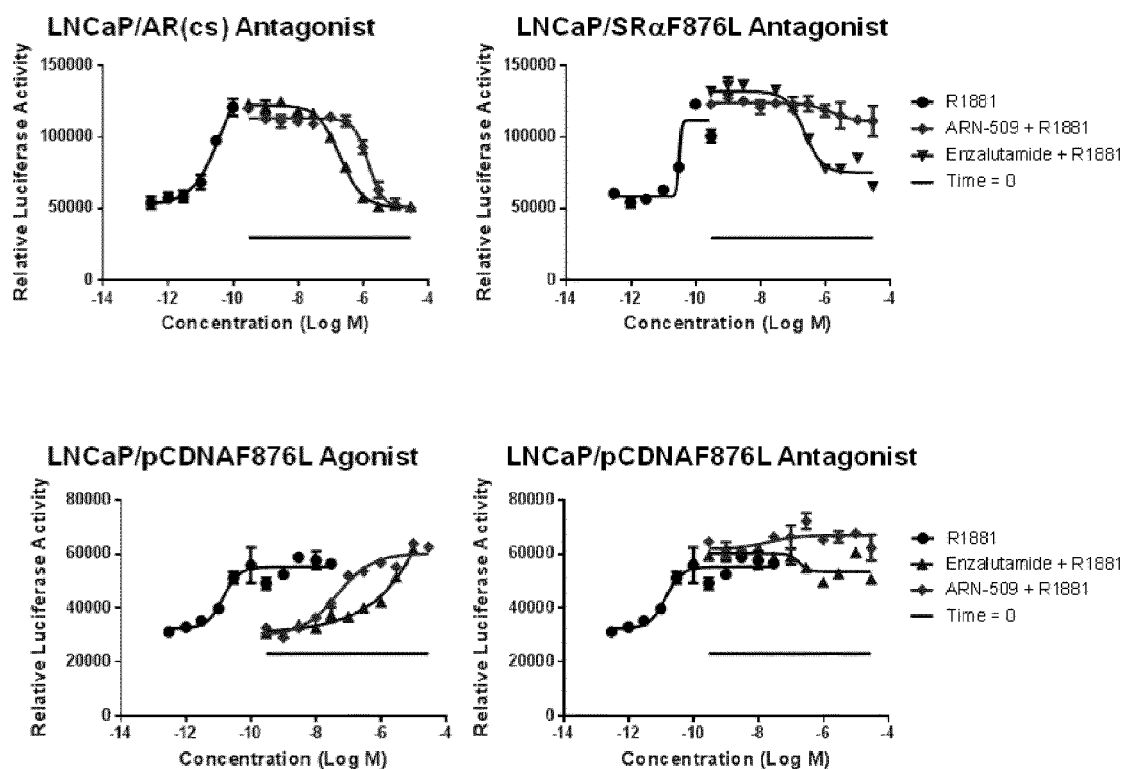 LNCaP/AR(cs) Antagonist
Relative Luciferase Activity
150000
100000
50000
0
-14
-12
-10
-8
-6
-4
Concentration (Log M)
LNCaP/SRαF876L Antagonist
Relative Luciferase Activity
150000
100000
50000
0
-14
-12
-10
-8
-6
-4
Concentration (Log M)
R1881
ARN-509 + R1881
Enzalutamide + R1881
Time = 0
LNCaP/pCDNAF876L Agonist
Relative Luciferase Activity
80000
60000
40000
20000
0
-14
-12
-10
-8
-6
-4
Concentration (Log M)
LNCaP/pCDNAF876L Antagonist
Relative Luciferase Activity
80000
60000
40000
20000
0
-14
-12
-10
-8
-6
-4
Concentration (Log M)
R1881
Enzalutamide + R1881
ARN-509 + R1881
Time = 0